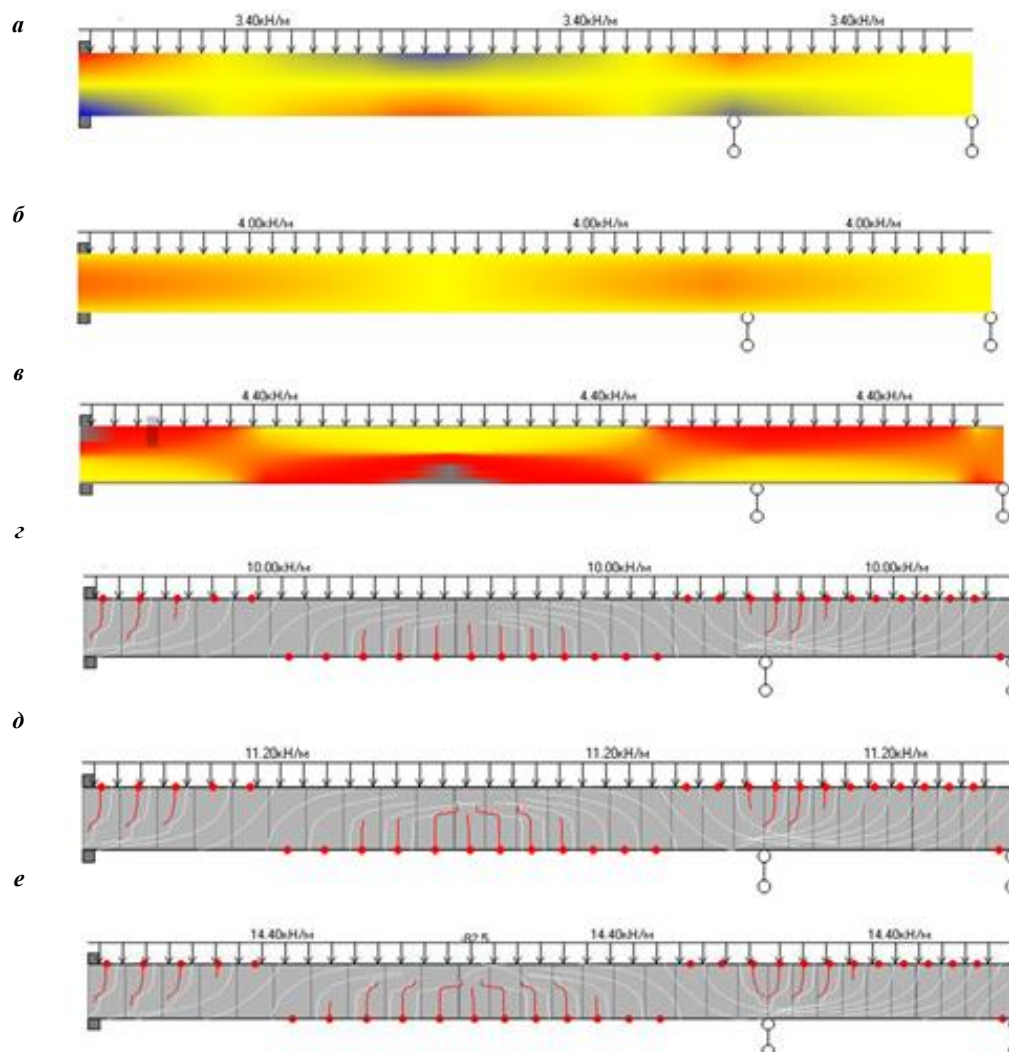 а
3.40кН/м 3.40кН/м 3.40кН/м
б
4.00кН/м 4.00кН/м 4.00кН/м
в
4.40кН/м 4.40кН/м 4.40кН/м
г
10.00кН/м 10.00кН/м 10.00кН/м
д
11.20кН/м 11.20кН/м 11.20кН/м
е
14.40кН/м -82.5 14.40кН/м 14.40кН/м